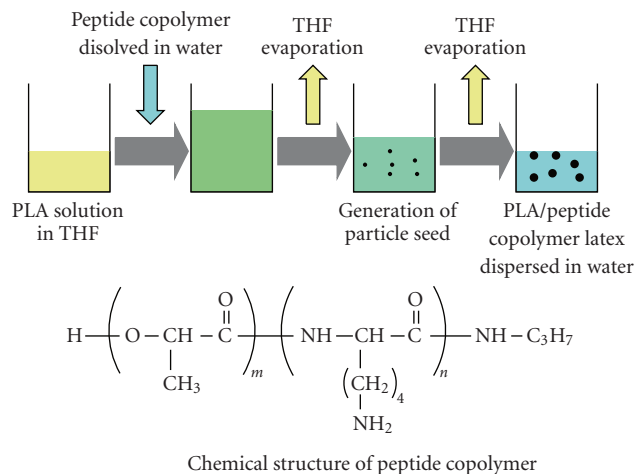 Peptide copolymer
disolved in water
THF
evaporation
THF
evaporation
PLA solution
in THF
Generation of
particle seed
PLA/peptide
copolymer latex
dispersed in water
O
O
H
O
CH
C
NH
CH
C
NH
C3H7
m
n
CH3
(CH2)4
NH2
Chemical structure of peptide copolymer